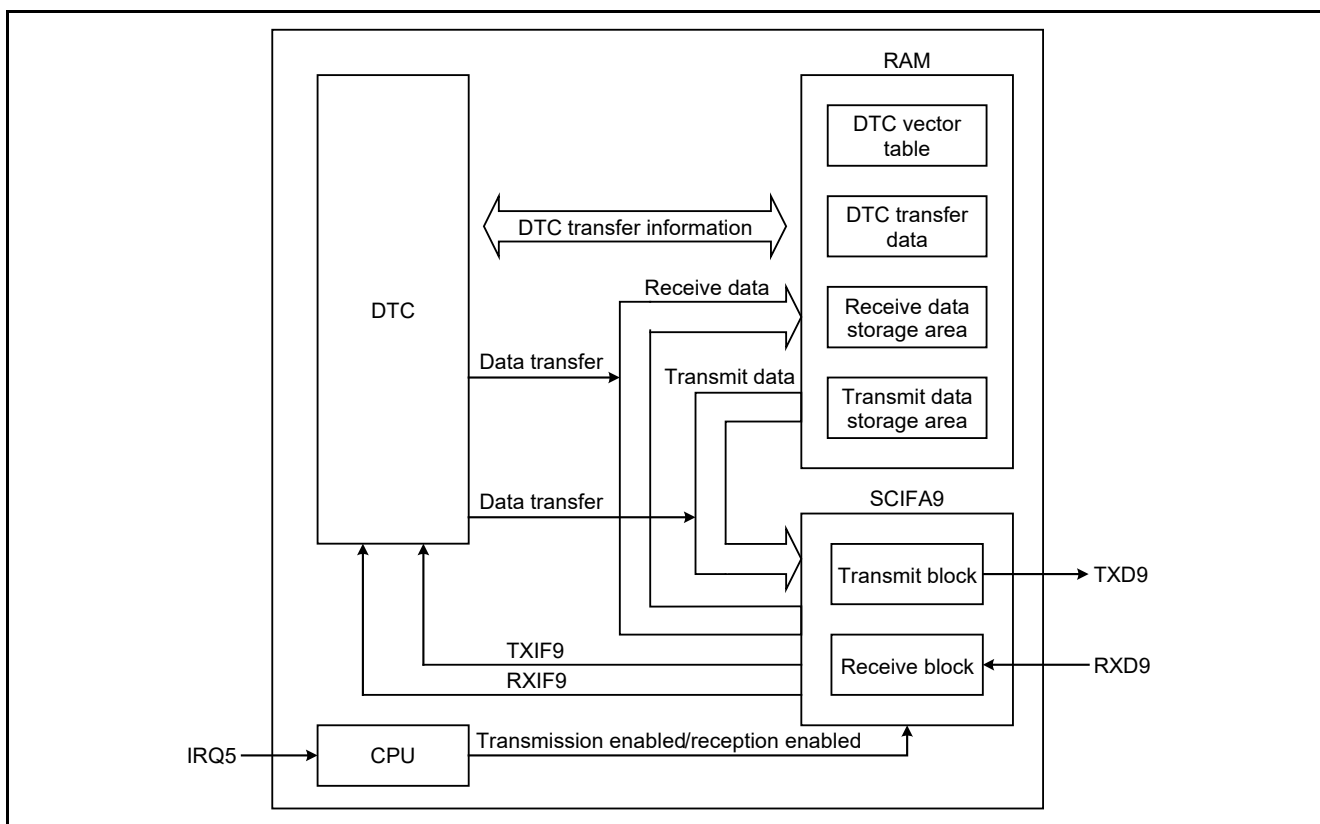 RAM
DTC vector
table
DTC transfer
data
DTC transfer information
DTC
Receive data
Receive data
storage area
Data transfer
Transmit data
Transmit data
storage area
Data transfer
SCIFA9
Transmit block
TXD9
TXIF9
Receive block
RXD9
RXIF9
IRQ5
CPU
Transmission enabled/reception enabled